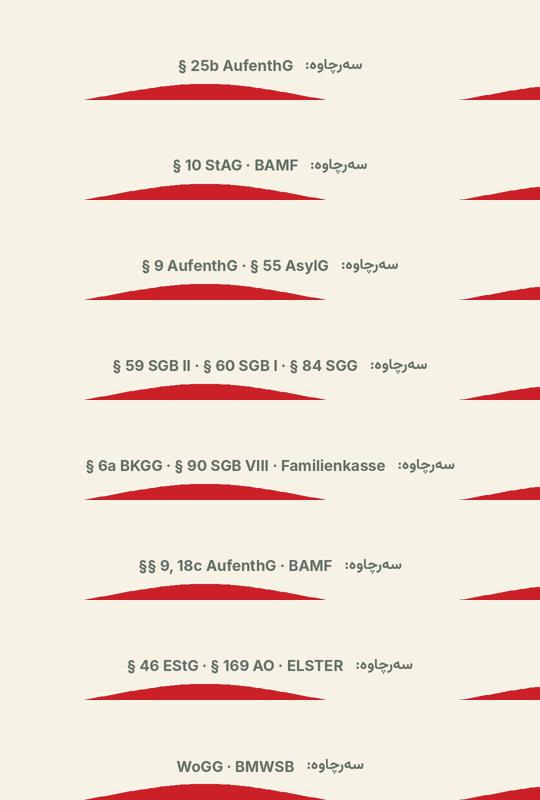 سەرچاوە: § 25b AufenthG
سەرچاوە: § 10 StAG · BAMF
سەرچاوە: § 9 AufenthG · § 55 AsylG
سەرچاوە: § 59 SGB II · § 60 SGB I · § 84 SGG
سەرچاوە: § 6a BKGG · § 90 SGB VIII · Familienkasse
سەرچاوە: §§ 9, 18c AufenthG · BAMF
سەرچاوە: § 46 EStG · § 169 AO · ELSTER
سەرچاوە: WoGG · BMWSB